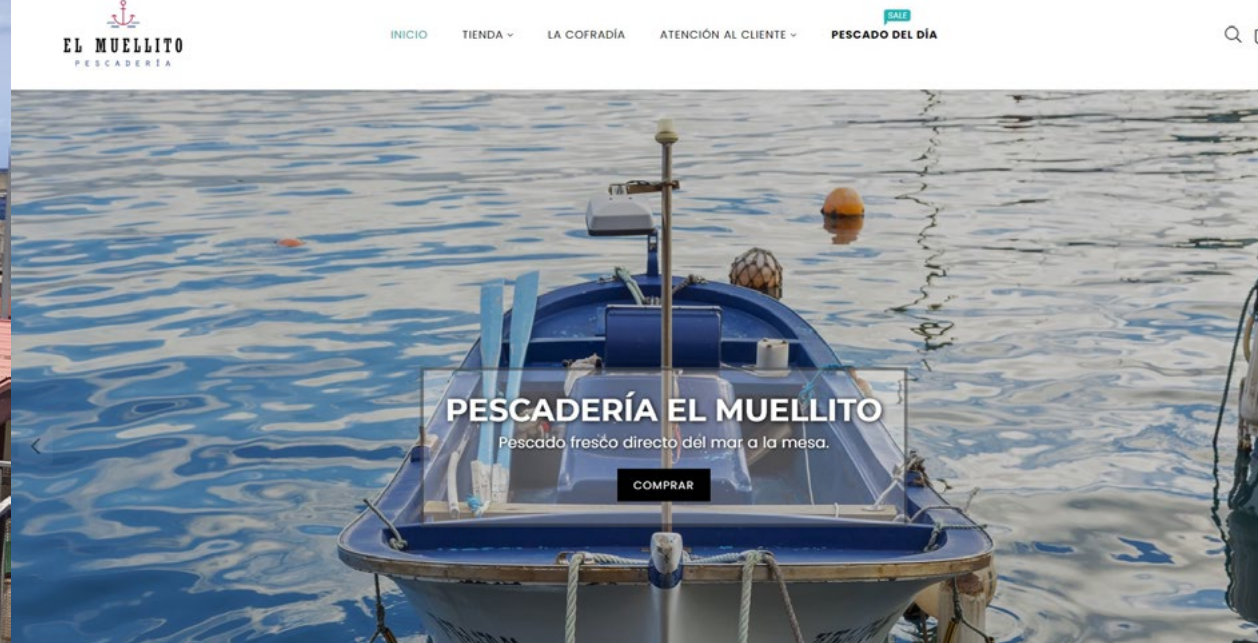 EL MUELLITO
PESCADERÍA
INICIO
TIENDA
LA COFRADÍA
ATENCIÓN AL CLIENTE
SALE
PESCADO DEL DÍA
PESCADERÍA EL MUELLITO
Pescado fresco directo del mar a la mesa.
COMPRAR